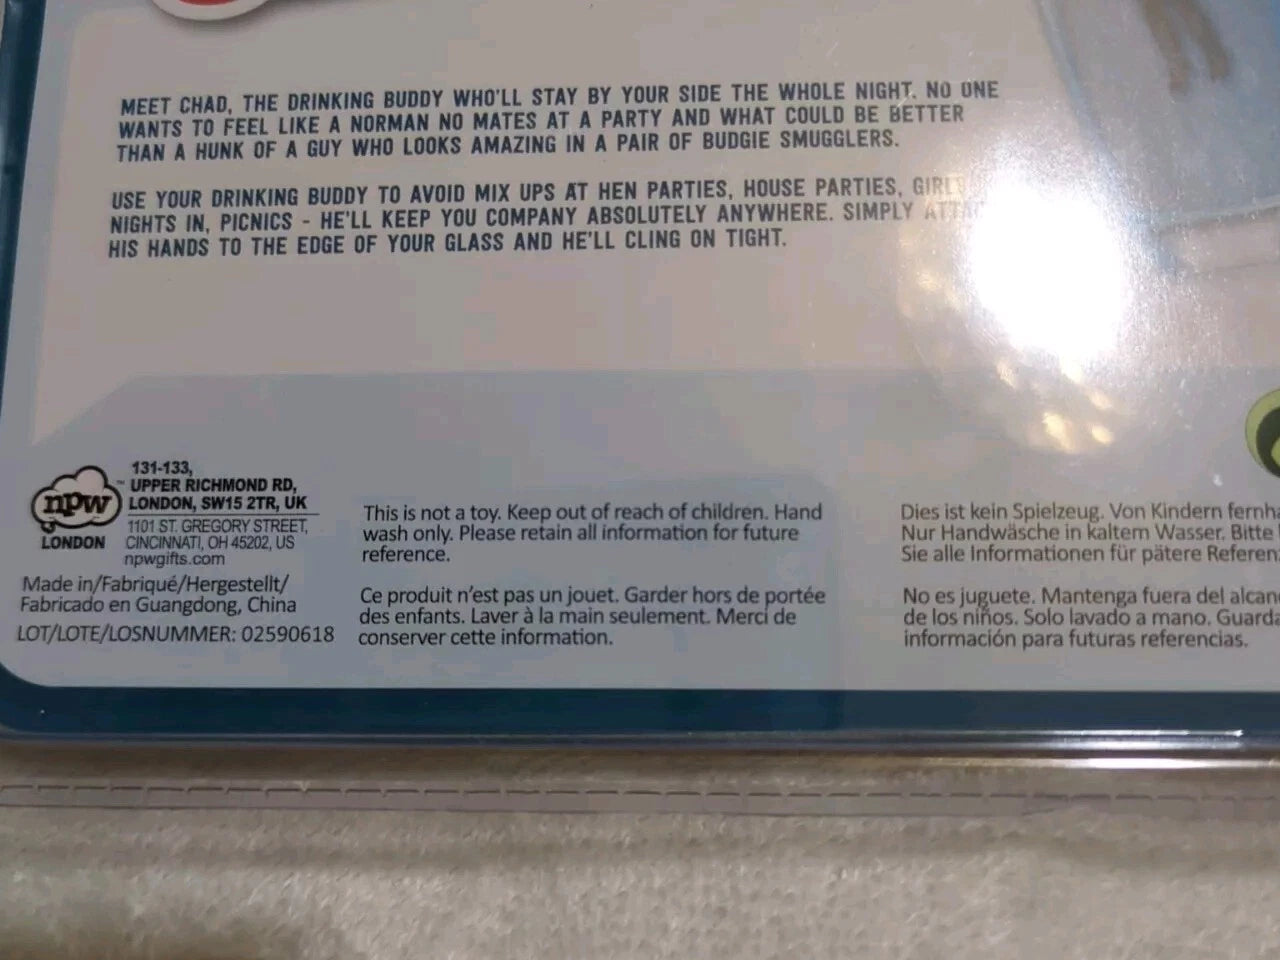 MEET CHAD, THE DRINKING BUDDY WHO'LL STAY BY YOUR SIDE THE WHOLE NIGHT. NO ONE
WANTS TO FEEL LIKE A NORMAN NO MATES AT A PARTY AND WHAT COULD BE BETTER
THAN A HUNK OF A GUY WHO LOOKS AMAZING IN A PAIR OF BUDGIE SMUGGLERS.
USE YOUR DRINKING BUDDY TO AVOID MIX UPS AT HEN PARTIES, HOUSE PARTIES,
NIGHTS IN, PICNICS - HE'LL KEEP YOU COMPANY ABSOLUTELY ANYWHERE. SIMPLY
HIS HANDS TO THE EDGE OF YOUR GLASS AND HE'LL CLING ON TIGHT.
npw™
LONDON
131-133,
UPPER RICHMOND RD,
LONDON, SW15 2TR, UK
1101 ST. GREGORY STREET,
CINCINNATI, OH 45202, US
npwgifts.com
Made in/Fabriqué/Hergestellt/
Fabricado en Guangdong, China
LOT/LOTE/LOSNUMMER: 02590618
This is not a toy. Keep out of reach of children. Hand
wash only. Please retain all information for future
reference.
Ce produit n'est pas un jouet. Garder hors de portée
des enfants. Laver à la main seulement. Merci de
conserver cette information.
Dies ist kein Spielzeug. Von Kindern
Nur Handwäsche in kaltem Wasser. Bitte
Sie alle Informationen für pätere
No es juguete. Mantenga fuera del
de los niños. Solo lavado a mano.
información para futuras referencias.